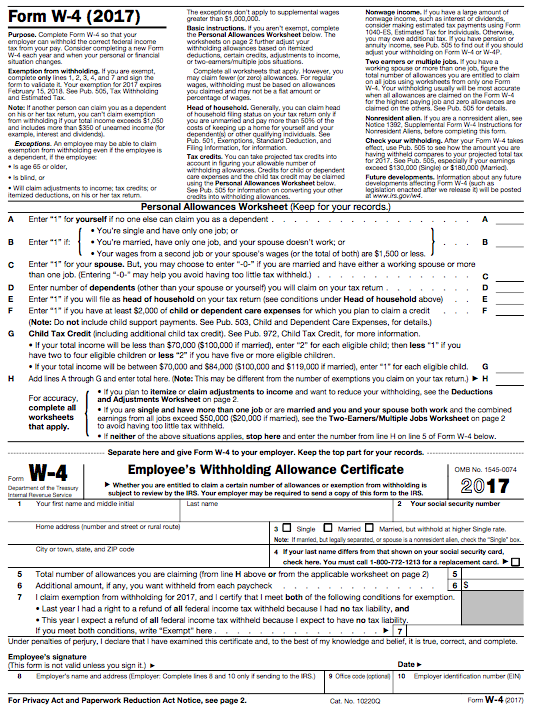 Form W-4 (2017)
Purpose. Complete Form W-4 so that your
employer can withhold the correct federal income
tax from your pay. Consider completing a new Form
W-4 each year and when your personal or financial
situation changes.
Exemption from withholding. If you are exempt,
complete only lines 1, 2, 3, 4, and 7 and sign the
form to validate it. Your exemption for 2017 expires
February 15, 2018. See Pub. 505, Tax Withholding
and Estimated Tax.
Note: If another person can claim you as a dependent
on his or her tax return, you can't claim exemption
from withholding if your total income exceeds $1,050
and includes more than $350 of unearned income (for
example, interest and dividends).
Exceptions. An employee may be able to claim
exemption from withholding even if the employee is
a dependent, if the employee:
• Is age 65 or older,
• Is blind, or
• Will claim adjustments to income; tax credits; or
itemized deductions, on his or her tax return.
The exceptions don't apply to supplemental wages
greater than $1,000,000.
Basic instructions. If you aren't exempt, complete
the Personal Allowances Worksheet below. The
worksheets on page 2 further adjust your
withholding allowances based on itemized
deductions, certain credits, adjustments to income,
or two-earners/multiple jobs situations.
Complete all worksheets that apply. However, you
may claim fewer (or zero) allowances. For regular
wages, withholding must be based on allowances
you claimed and may not be a flat amount or
percentage of wages.
Head of household. Generally, you can claim head
of household filing status on your tax return only if
you are unmarried and pay more than 50% of the
costs of keeping up a home for yourself and your
dependent(s) or other qualifying individuals. See
Pub. 501, Exemptions, Standard Deduction, and
Filing Information, for information.
Tax credits. You can take projected tax credits into
account in figuring your allowable number of
withholding allowances. Credits for child or dependent
care expenses and the child tax credit may be claimed
using the Personal Allowances Worksheet below.
See Pub. 505 for information on converting your other
credits into withholding allowances.
Nonwage income. If you have a large amount of
nonwage income, such as interest or dividends,
consider making estimated tax payments using Form
1040-ES, Estimated Tax for Individuals. Otherwise,
you may owe additional tax. If you have pension or
annuity income, see Pub. 505 to find out if you should
adjust your withholding on Form W-4 or W-4P.
Two earners or multiple jobs. If you have a
working spouse or more than one job, figure the
total number of allowances you are entitled to claim
on all jobs using worksheets from only one Form
W-4. Your withholding usually will be most accurate
when all allowances are claimed on the Form W-4
for the highest paying job and zero allowances are
claimed on the others. See Pub. 505 for details.
Nonresident alien. If you are a nonresident alien, see
Notice 1392, Supplemental Form W-4 Instructions for
Nonresident Aliens, before completing this form.
Check your withholding. After your Form W-4 takes
effect, use Pub. 505 to see how the amount you are
having withheld compares to your projected total tax
for 2017. See Pub. 505, especially if your earnings
exceed $130,000 (Single) or $180,000 (Married).
Future developments. Information about any future
developments affecting Form W-4 (such as
legislation enacted after we release it) will be posted
at www.irs.gov/w4.
Personal Allowances Worksheet (Keep for your records.)
A Enter "1" for yourself if no one else can claim you as a dependent . . . . . . . . . . . A
• You're single and have only one job; or
B Enter "1" if: • You're married, have only one job, and your spouse doesn't work; or . . . B
• Your wages from a second job or your spouse's wages (or the total of both) are $1,500 or less.
C Enter "1" for your spouse. But, you may choose to enter "-0-" if you are married and have either a working spouse or more
than one job. (Entering "-0-" may help you avoid having too little tax withheld.) . . . . . . . . . . C
D Enter number of dependents (other than your spouse or yourself) you will claim on your tax return . . . . . D
E Enter "1" if you will file as head of household on your tax return (see conditions under Head of household above) . . E
F Enter "1" if you have at least $2,000 of child or dependent care expenses for which you plan to claim a credit . . F
(Note: Do not include child support payments. See Pub. 503, Child and Dependent Care Expenses, for details.)
G Child Tax Credit (including additional child tax credit). See Pub. 972, Child Tax Credit, for more information.
• If your total income will be less than $70,000 ($100,000 if married), enter "2" for each eligible child; then less "1" if you
have two to four eligible children or less "2" if you have five or more eligible children.
• If your total income will be between $70,000 and $84,000 ($100,000 and $119,000 if married), enter "1" for each eligible child. G
H Add lines A through G and enter total here. (Note: This may be different from the number of exemptions you claim on your tax return.) ▶ H
For accuracy,
complete all
worksheets
that apply.
• If you plan to itemize or claim adjustments to income and want to reduce your withholding, see the Deductions
and Adjustments Worksheet on page 2.
• If you are single and have more than one job or are married and you and your spouse both work and the combined
earnings from all jobs exceed $50,000 ($20,000 if married), see the Two-Earners/Multiple Jobs Worksheet on page 2
to avoid having too little tax withheld.
• If neither of the above situations applies, stop here and enter the number from line H on line 5 of Form W-4 below.
Separate here and give Form W-4 to your employer. Keep the top part for your records.
Form W-4
Department of the Treasury
Internal Revenue Service
Employee's Withholding Allowance Certificate
▶ Whether you are entitled to claim a certain number of allowances or exemption from withholding is
subject to review by the IRS. Your employer may be required to send a copy of this form to the IRS.
OMB No. 1545-0074
2017
1 Your first name and middle initial Last name 2 Your social security number
Home address (number and street or rural route)
3 Single Married Married, but withhold at higher Single rate.
Note: If married, but legally separated, or spouse is a nonresident alien, check the "Single" box.
City or town, state, and ZIP code
4 If your last name differs from that shown on your social security card,
check here. You must call 1-800-772-1213 for a replacement card. ▶
5 Total number of allowances you are claiming (from line H above or from the applicable worksheet on page 2) 5
6 Additional amount, if any, you want withheld from each paycheck . . . . . . . . . . . 6 $
7 I claim exemption from withholding for 2017, and I certify that I meet both of the following conditions for exemption.
• Last year I had a right to a refund of all federal income tax withheld because I had no tax liability, and
• This year I expect a refund of all federal income tax withheld because I expect to have no tax liability.
If you meet both conditions, write "Exempt" here . . . . . . . . . . . ▶ 7
Under penalties of perjury, I declare that I have examined this certificate and, to the best of my knowledge and belief, it is true, correct, and complete.
Employee's signature
(This form is not valid unless you sign it.) ▶ Date ▶
8 Employer's name and address (Employer: Complete lines 8 and 10 only if sending to the IRS.) 9 Office code (optional) 10 Employer identification number (EIN)
For Privacy Act and Paperwork Reduction Act Notice, see page 2. Cat. No. 10220Q Form W-4 (2017)